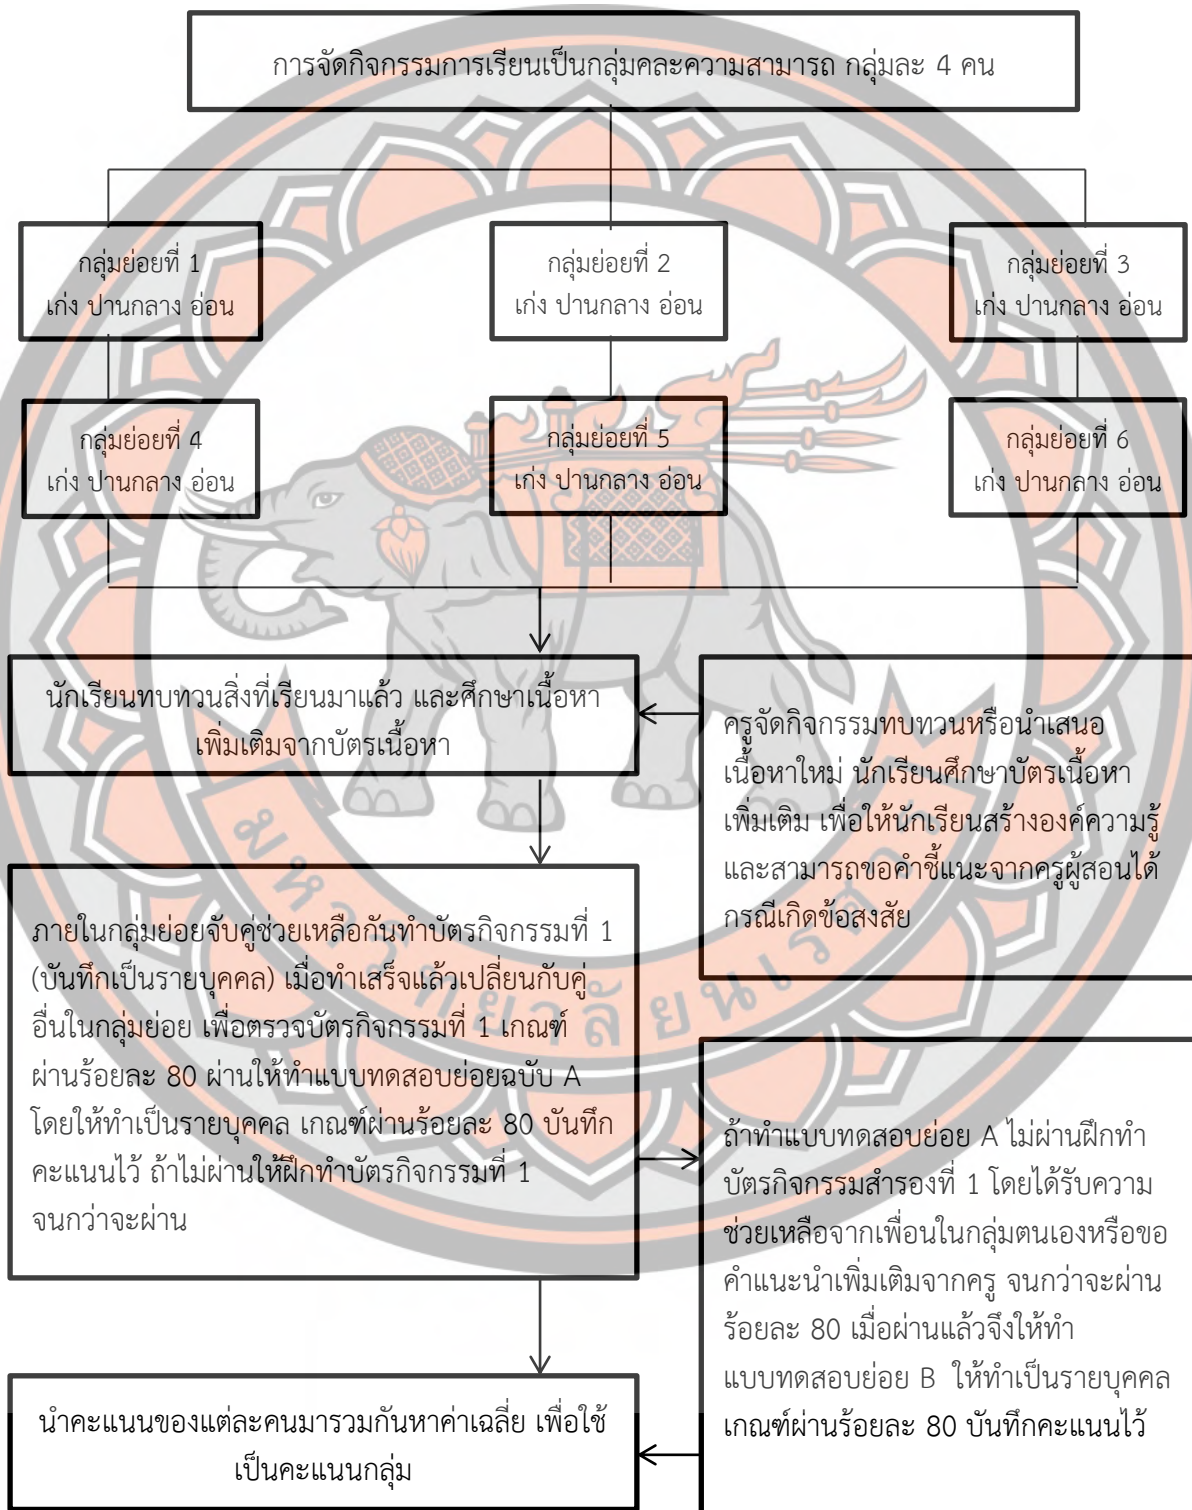 การจัดกิจกรรมการเรียนเป็นกลุ่มคละความสามารถ กลุ่มละ 4 คน
กลุ่มย่อยที่ 1
เก่ง ปานกลาง อ่อน
กลุ่มย่อยที่ 2
เก่ง ปานกลาง อ่อน
กลุ่มย่อยที่ 3
เก่ง ปานกลาง อ่อน
กลุ่มย่อยที่ 4
เก่ง ปานกลาง อ่อน
กลุ่มย่อยที่ 5
เก่ง ปานกลาง อ่อน
กลุ่มย่อยที่ 6
เก่ง ปานกลาง อ่อน
นักเรียนทบทวนสิ่งที่เรียนมาแล้ว และศึกษาเนื้อหา
เพิ่มเติมจากบัตรเนื้อหา
ครูจัดกิจกรรมทบทวนหรือนำเสนอ
เนื้อหาใหม่ นักเรียนศึกษาบัตรเนื้อหา
เพิ่มเติม เพื่อให้นักเรียนสร้างองค์ความรู้
และสามารถขอคำชี้แนะจากครูผู้สอนได้
กรณีเกิดข้อสงสัย
ภายในกลุ่มย่อยจับคู่ช่วยเหลือกันทำบัตรกิจกรรมที่ 1
(บันทึกเป็นรายบุคคล) เมื่อทำเสร็จแล้วเปลี่ยนกับคู่
อื่นในกลุ่มย่อย เพื่อตรวจบัตรกิจกรรมที่ 1 เกณฑ์
ผ่านร้อยละ 80 ผ่านให้ทำแบบทดสอบย่อยฉบับ A
โดยให้ทำเป็นรายบุคคล เกณฑ์ผ่านร้อยละ 80 บันทึก
คะแนนไว้ ถ้าไม่ผ่านให้ฝึกทำบัตรกิจกรรมที่ 1
จนกว่าจะผ่าน
ถ้าทำแบบทดสอบย่อย A ไม่ผ่านฝึกทำ
บัตรกิจกรรมสำรองที่ 1 โดยได้รับความ
ช่วยเหลือจากเพื่อนในกลุ่มตนเองหรือขอ
คำแนะนำเพิ่มเติมจากครู จนกว่าจะผ่าน
ร้อยละ 80 เมื่อผ่านแล้วจึงให้ทำ
แบบทดสอบย่อย B ให้ทำเป็นรายบุคคล
เกณฑ์ผ่านร้อยละ 80 บันทึกคะแนนไว้
นำคะแนนของแต่ละคนมารวมกันหาค่าเฉลี่ย เพื่อใช้
เป็นคะแนนกลุ่ม
มหาวิทยาลัยนเรศวร